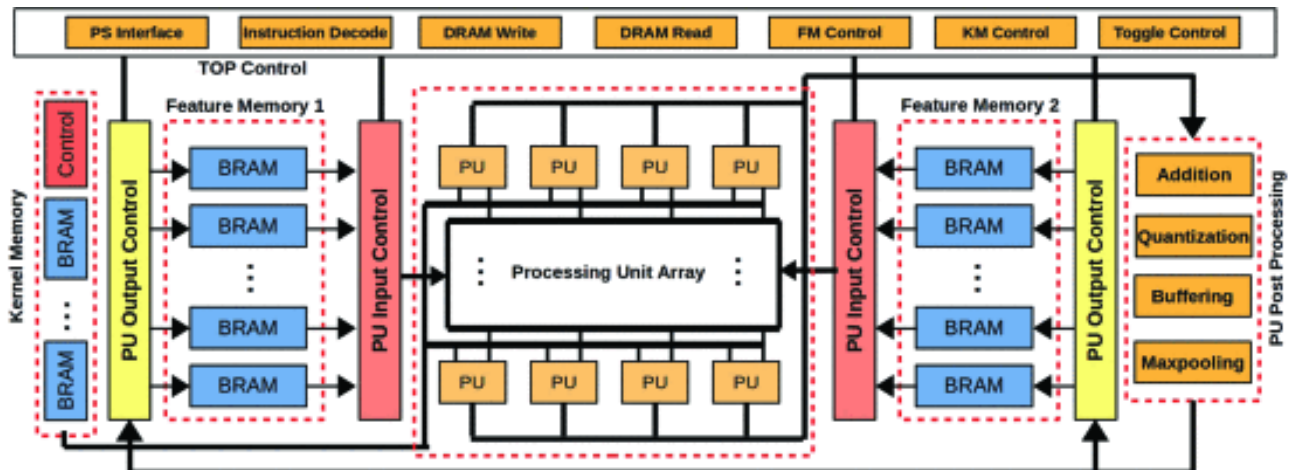 PS Interface
Instruction Decode
DRAM Write
DRAM Read
FM Control
KM Control
Toggle Control
TOP Control
Kernel Memory
Control
BRAM
BRAM
PU Output Control
Feature Memory 1
BRAM
BRAM
BRAM
BRAM
PU Input Control
PU
PU
PU
PU
Processing Unit Array
PU
PU
PU
PU
PU Input Control
Feature Memory 2
BRAM
BRAM
BRAM
BRAM
PU Output Control
Addition
Quantization
Buffering
Maxpooling
PU Post Processing